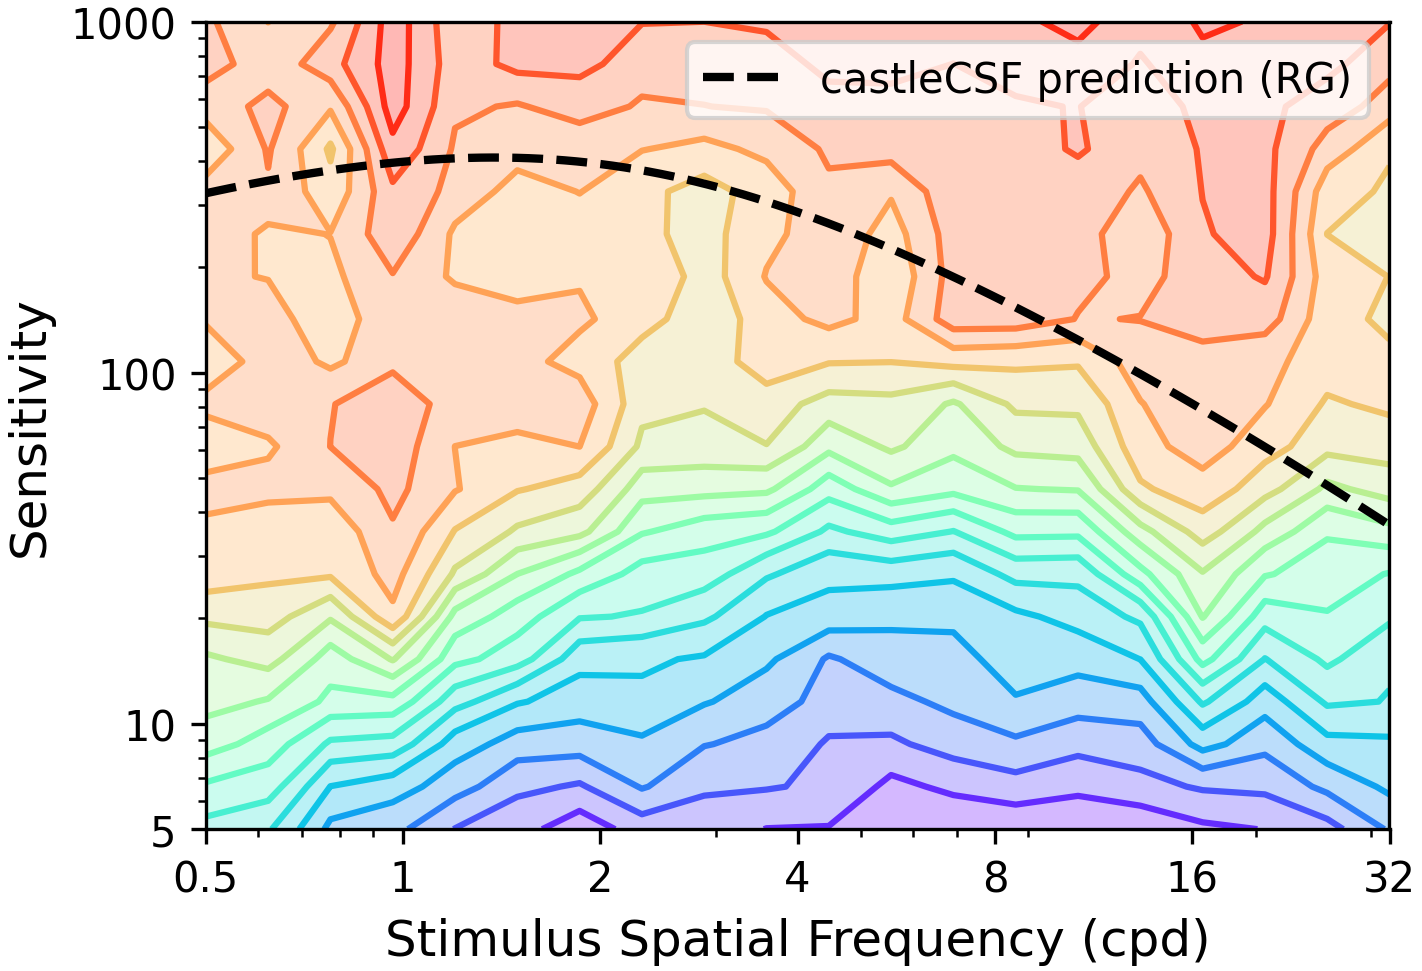 1000
castleCSF prediction (RG)
100
10
5
Sensitivity
0.5 1 2 4 8 16 32
Stimulus Spatial Frequency (cpd)